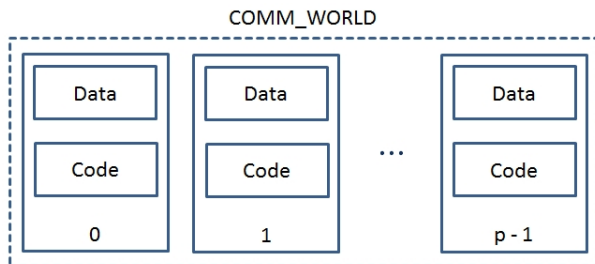 COMM_WORLD
Data Data Data
Code Code ... Code
0 1 p - 1